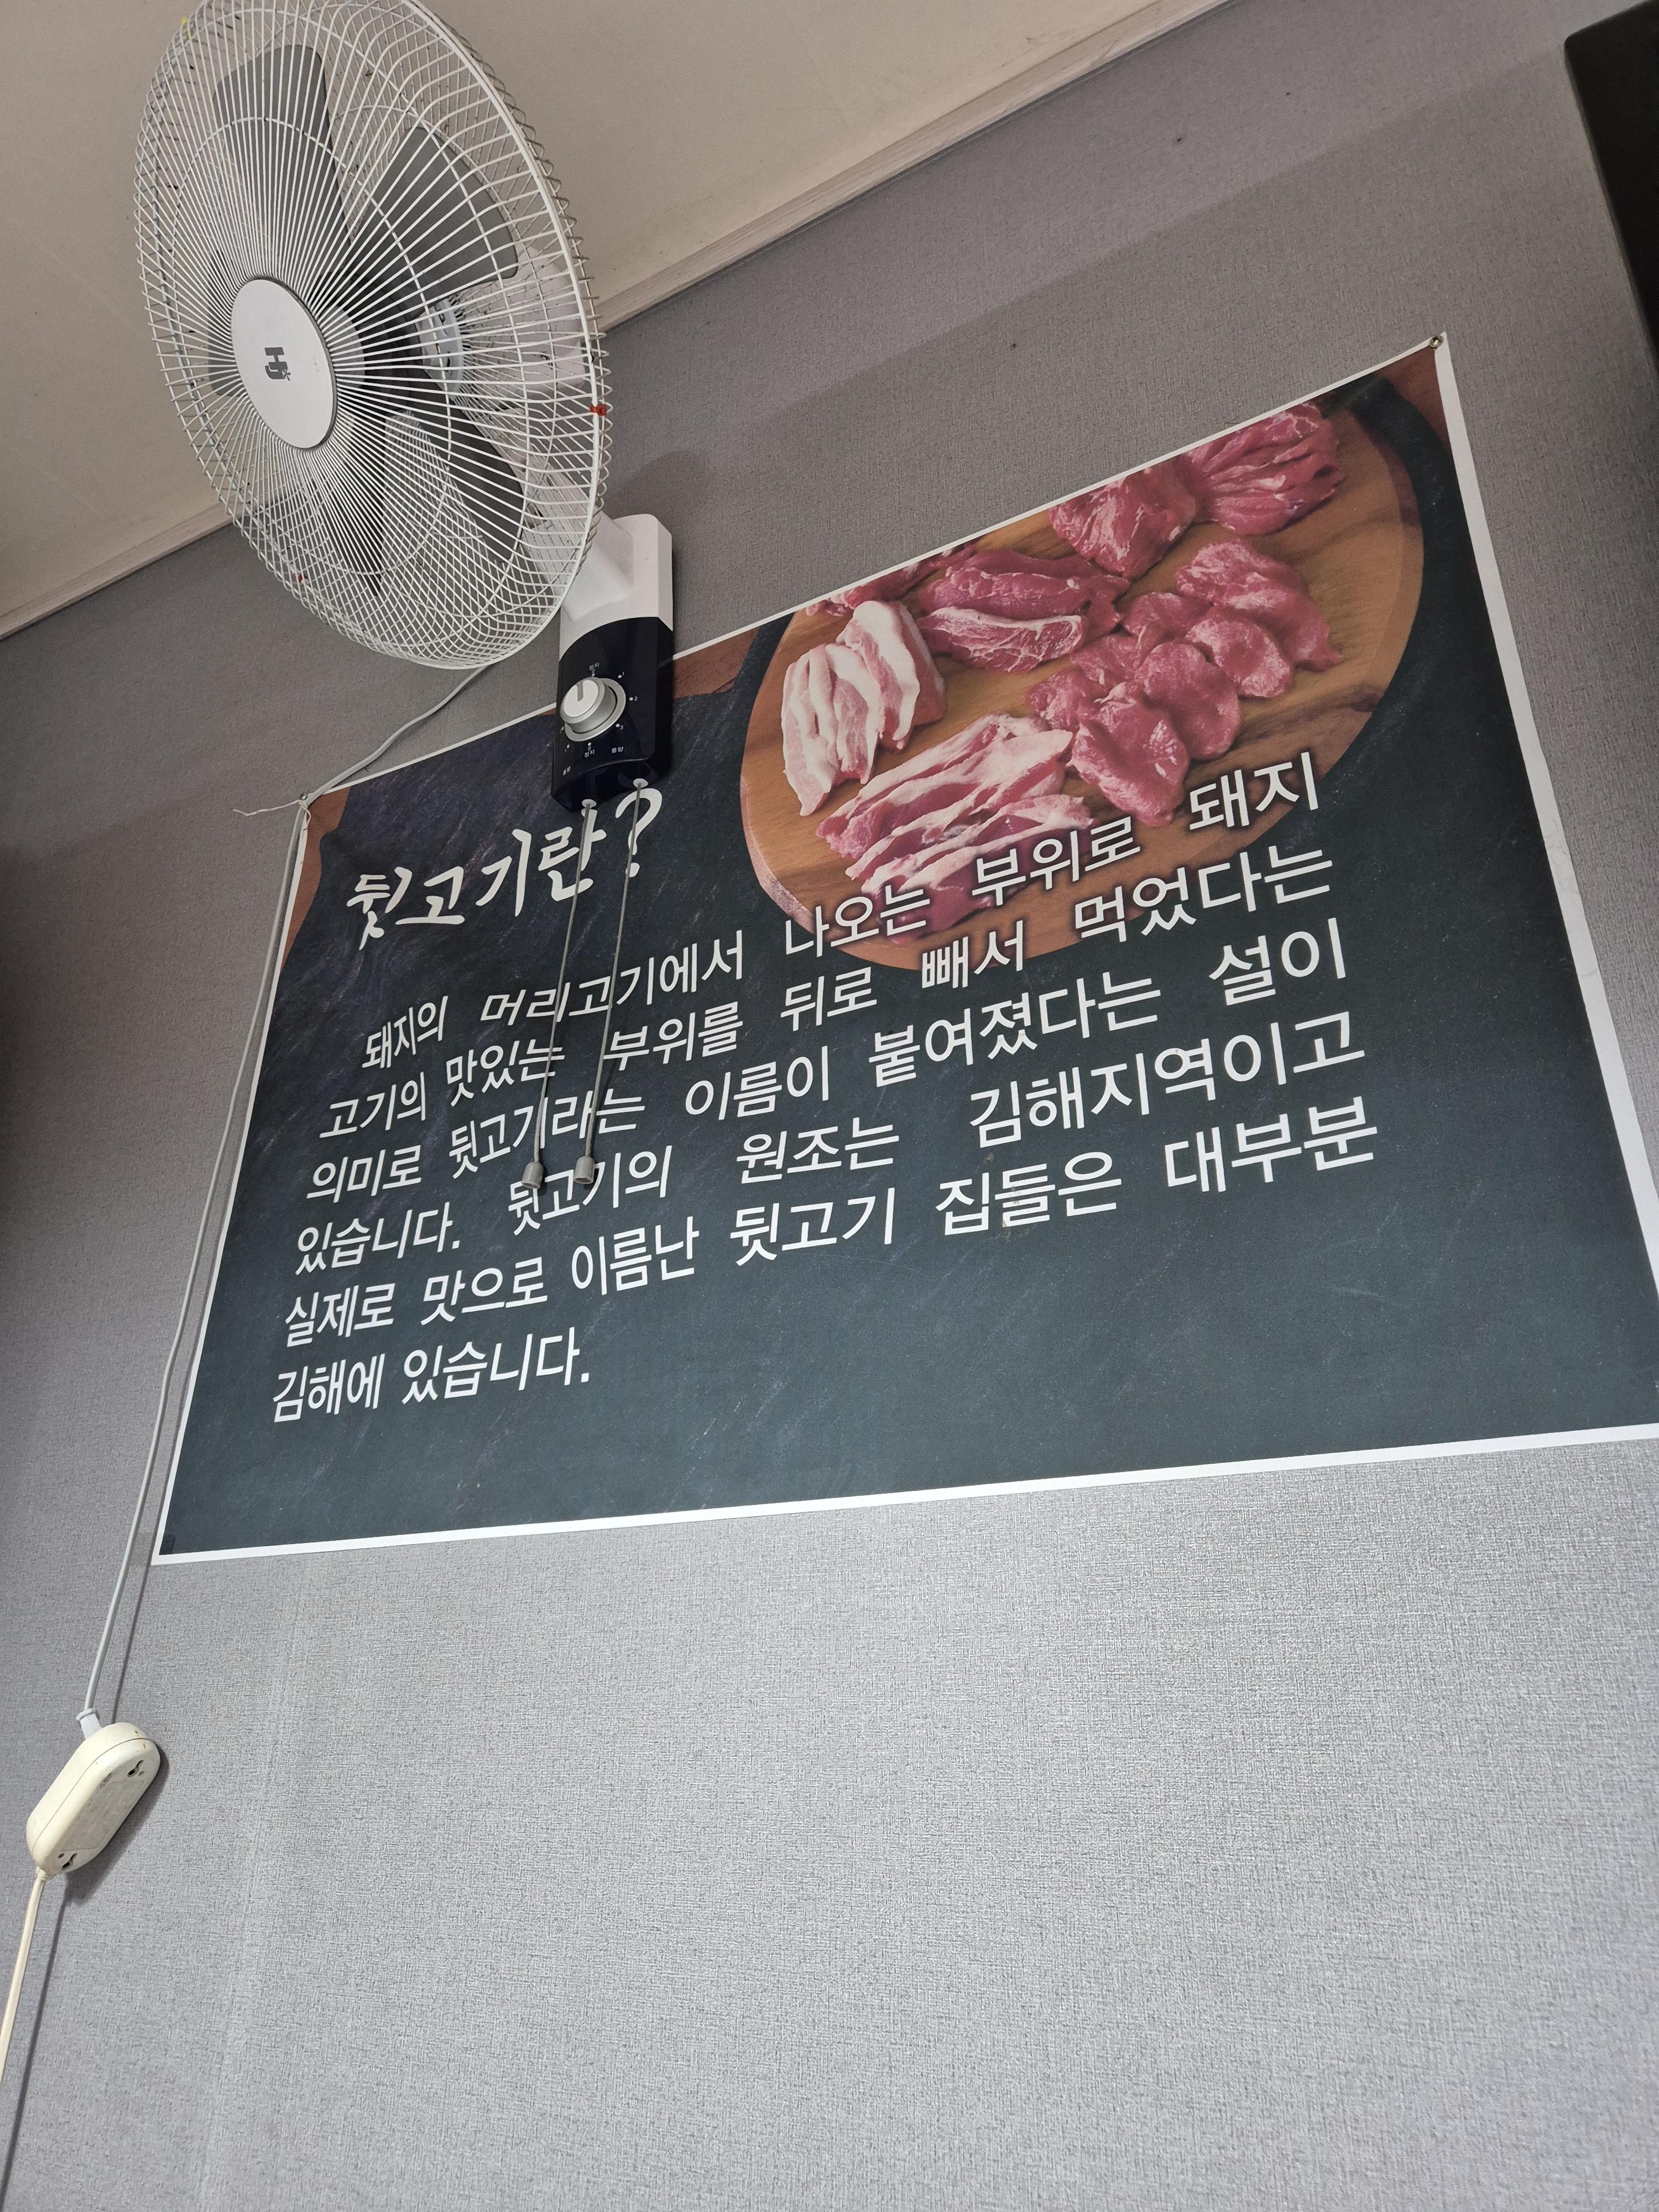 뒷고기란?
돼지의 머리고기에서 나오는 부위로 돼지
고기의 맛있는 부위를 뒤로 빼서 먹었다는
의미로 뒷고기라는 이름이 붙여졌다는 설이
있습니다. 뒷고기의 원조는 김해지역이고
실제로 맛으로 이름난 뒷고기 집들은 대부분
김해에 있습니다.